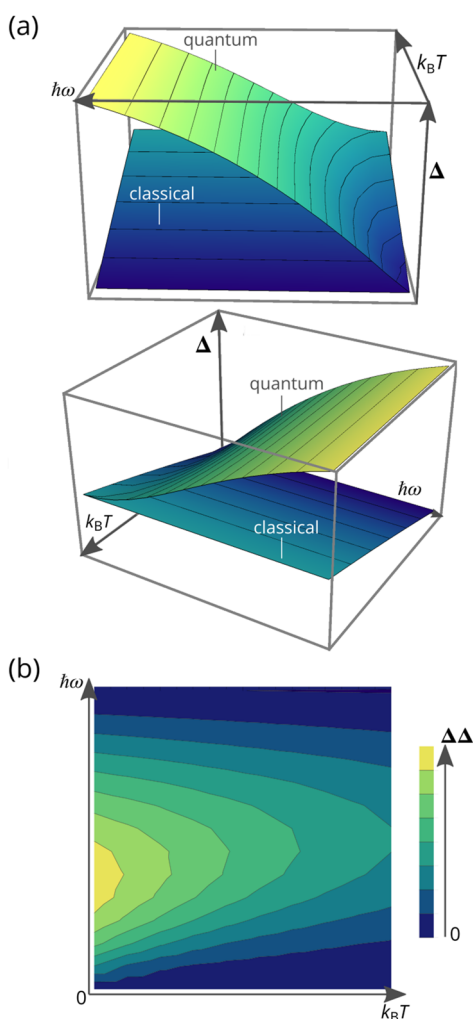 (a)
quantum
k_BT
ħω
Δ
classical
Δ
quantum
ħω
k_BT
classical
(b)
ħω
ΔΔ
0
0
k_BT